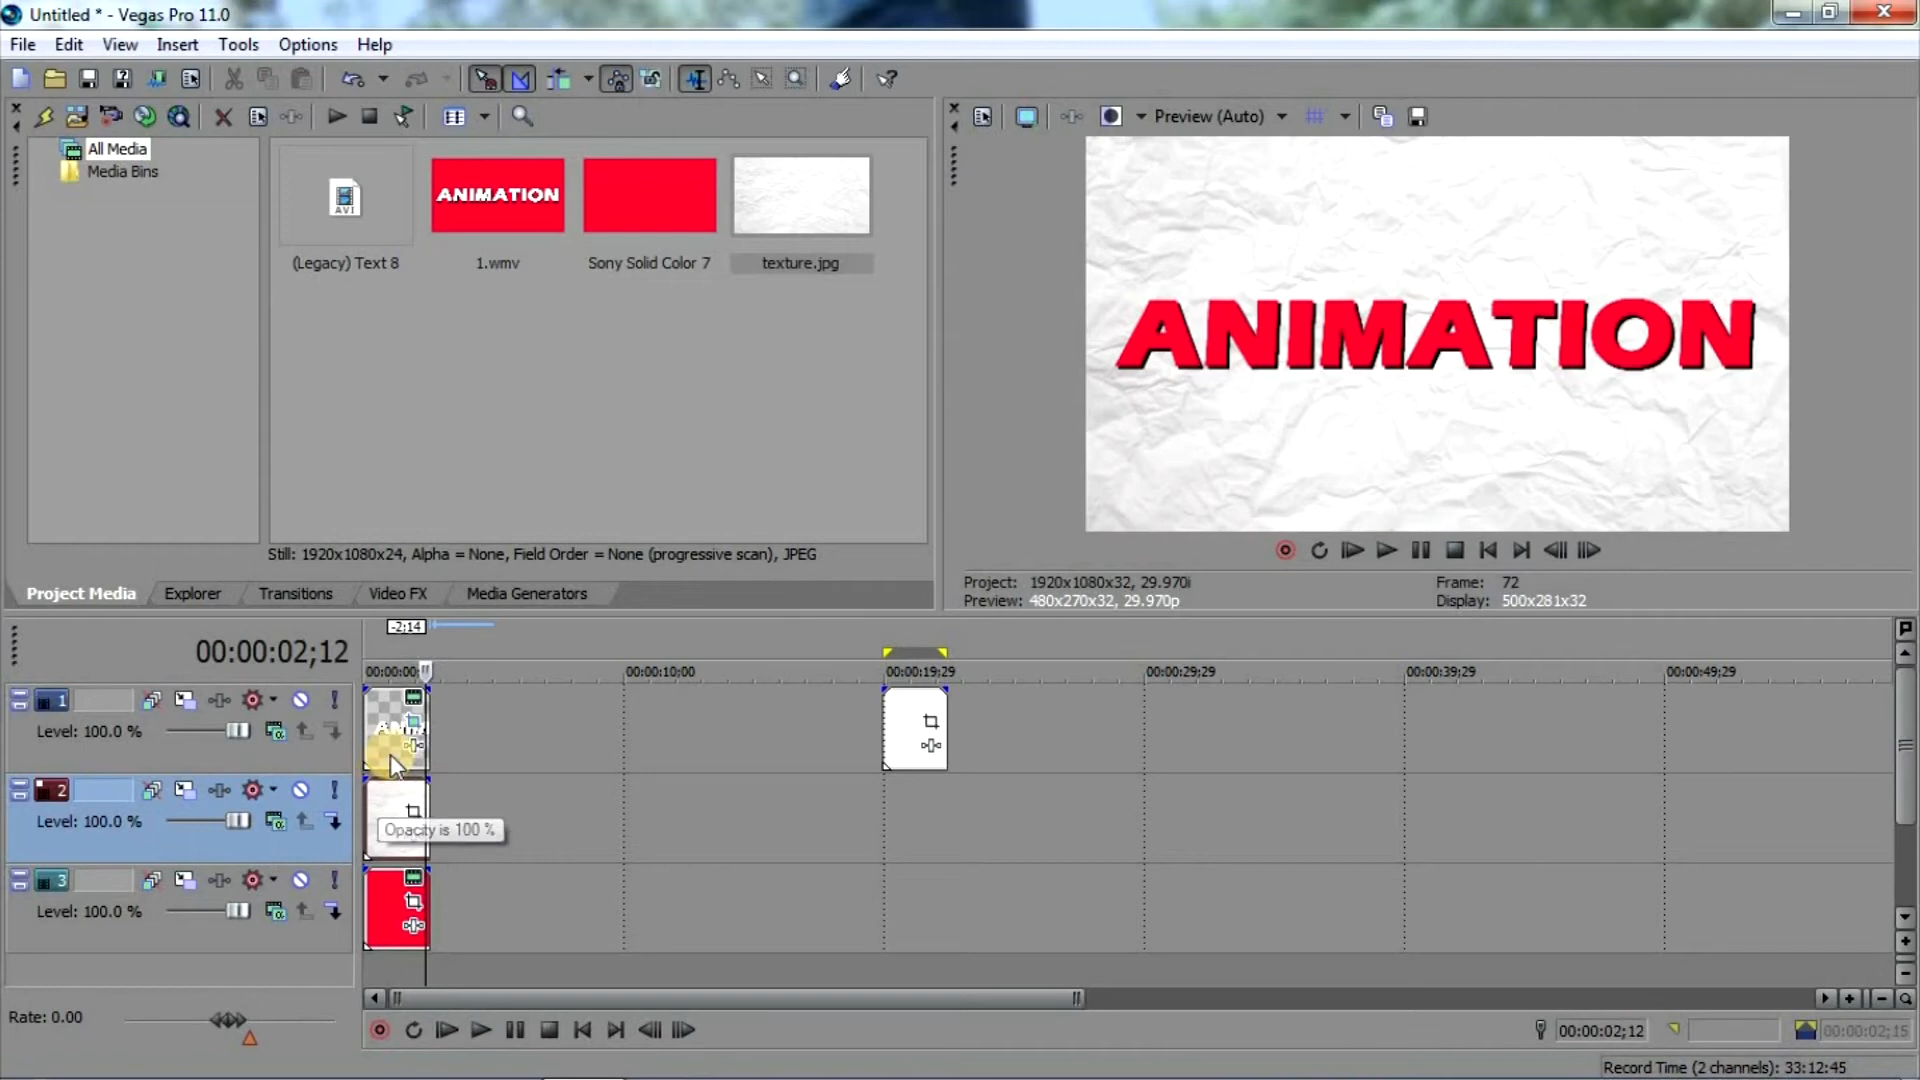 Untitled * - Vegas Pro 11.0
File Edit View Insert Tools Options Help
Preview (Auto)
All Media
Media Bins
AVI
ANIMATION
(Legacy) Text 8
1.wmv
Sony Solid Color 7
texture.jpg
ANIMATION
Still: 1920x1080x24, Alpha = None, Field Order = None (progressive scan), JPEG
Project Media Explorer Transitions Video FX Media Generators
Project: 1920x1080x32, 29.970i
Preview: 480x270x32, 29.970p
Frame: 72
Display: 500x281x32
-2;14
00:00:02;12
00:00:00; 00:00:10;00 00:00:19;29 00:00:29;29 00:00:39;29 00:00:49;29
1
Level: 100.0 %
2
Level: 100.0 %
Opacity is 100 %
3
Level: 100.0 %
Rate: 0.00
00:00:02;12
00:00:02;15
Record Time (2 channels): 33:12:45